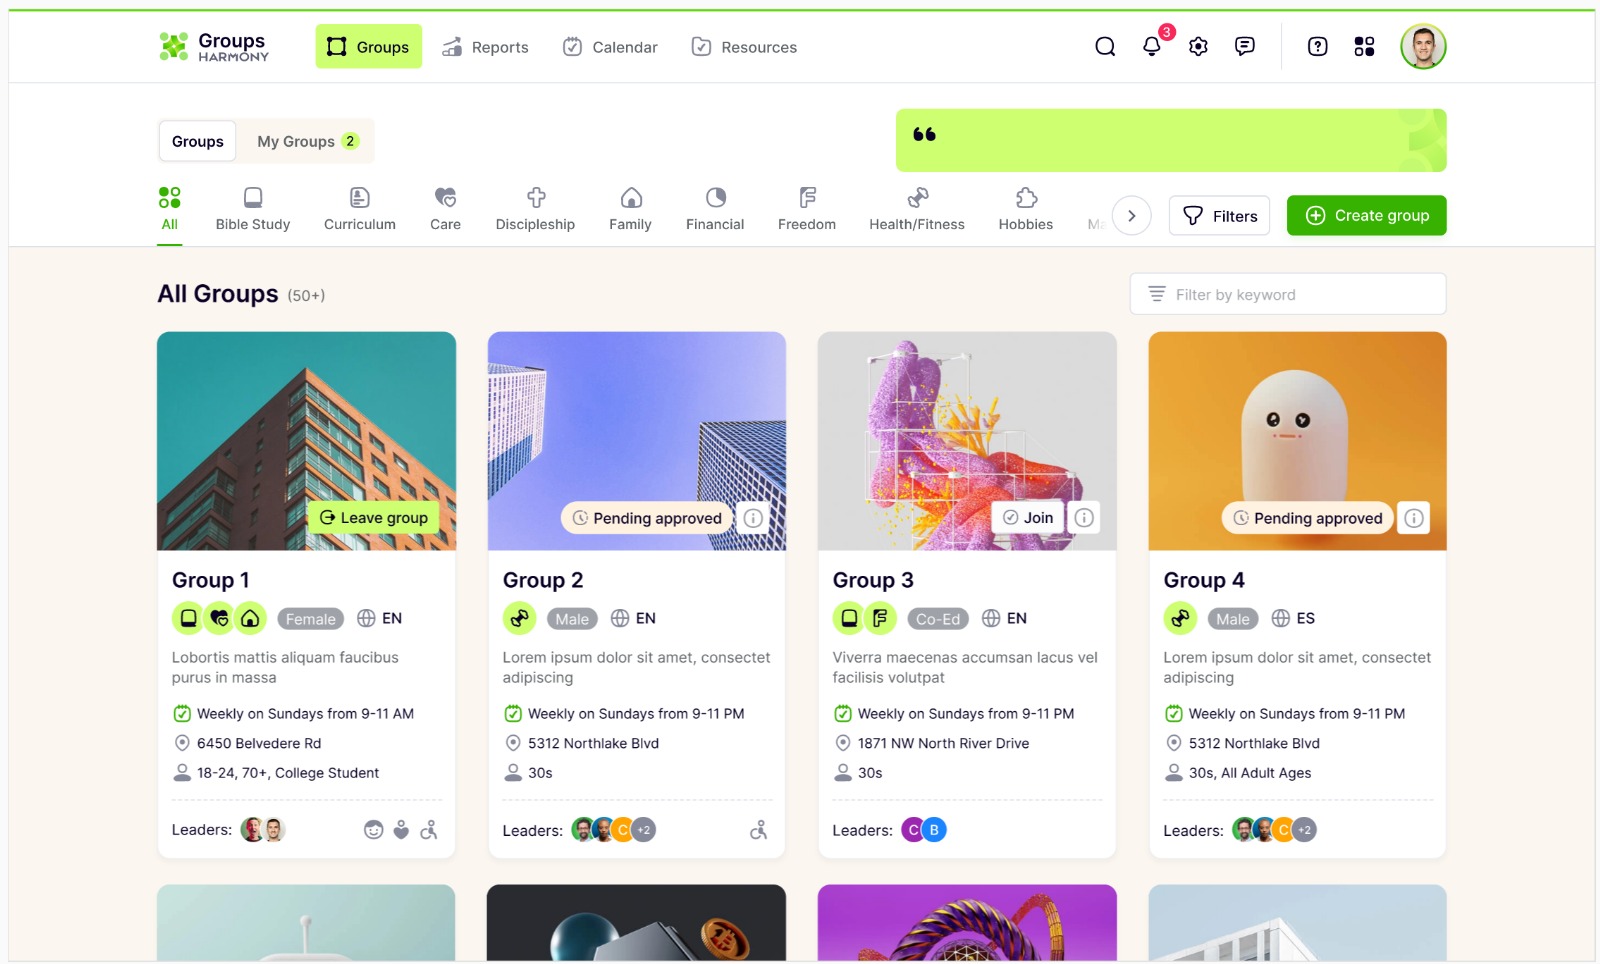 Groups
HARMONY
Groups
Reports
Calendar
Resources
3
Groups
My Groups 2
All
Bible Study
Curriculum
Care
Discipleship
Family
Financial
Freedom
Health/Fitness
Hobbies
Filters
Create group
All Groups (50+)
Filter by keyword
Leave group
Group 1
Female
EN
Lobortis mattis aliquam faucibus
purus in massa
Weekly on Sundays from 9-11 AM
6450 Belvedere Rd
18-24, 70+, College Student
Leaders:
Pending approved
Group 2
Male
EN
Lorem ipsum dolor sit amet, consectet
adipiscing
Weekly on Sundays from 9-11 PM
5312 Northlake Blvd
30s
Leaders: C +2
Join
Group 3
Co-Ed
EN
Viverra maecenas accumsan lacus vel
facilisis volutpat
Weekly on Sundays from 9-11 PM
1871 NW North River Drive
30s
Leaders: C B
Pending approved
Group 4
Male
ES
Lorem ipsum dolor sit amet, consectet
adipiscing
Weekly on Sundays from 9-11 PM
5312 Northlake Blvd
30s, All Adult Ages
Leaders: C +2